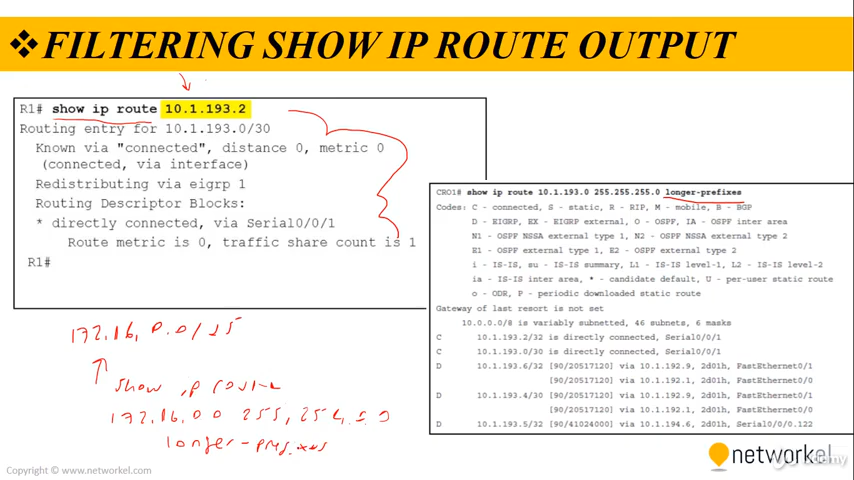 ❖FILTERING SHOW IP ROUTE OUTPUT
R1# show ip route 10.1.193.2
Routing entry for 10.1.193.0/30
Known via "connected", distance 0, metric 0
(connected, via interface)
Redistributing via eigrp 1
Routing Descriptor Blocks:
* directly connected, via Serial0/0/1
Route metric is 0, traffic share count is 1
R1#
CRO1# show ip route 10.1.193.0 255.255.255.0 longer-prefixes
Codes: C - connected, S - static, R - RIP, M - mobile, B - BGP
D - EIGRP, EX - EIGRP external, O - OSPF, IA - OSPF inter area
N1 - OSPF NSSA external type 1, N2 - OSPF NSSA external type 2
E1 - OSPF external type 1, E2 - OSPF external type 2
i - IS-IS, su - IS-IS summary, L1 - IS-IS level-1, L2 - IS-IS level-2
ia - IS-IS inter area, * - candidate default, U - per-user static route
o - ODR, P - periodic downloaded static route
Gateway of last resort is not set
10.0.0.0/8 is variably subnetted, 46 subnets, 6 masks
C 10.1.193.2/32 is directly connected, Serial0/0/1
C 10.1.193.0/30 is directly connected, Serial0/0/1
D 10.1.193.6/32 [90/20517120] via 10.1.192.9, 2d01h, FastEthernet0/1
[90/20517120] via 10.1.192.1, 2d01h, FastEthernet0/0
D 10.1.193.4/30 [90/20517120] via 10.1.192.9, 2d01h, FastEthernet0/1
[90/20517120] via 10.1.192.1, 2d01h, FastEthernet0/0
D 10.1.193.5/32 [90/41024000] via 10.1.194.6, 2d01h, Serial0/0/0.122
172.16.0.0/25
show ip route
172.16.0.0 255.
longer-prefixes
Copyright © www.networkel.com
networkel
Udemy